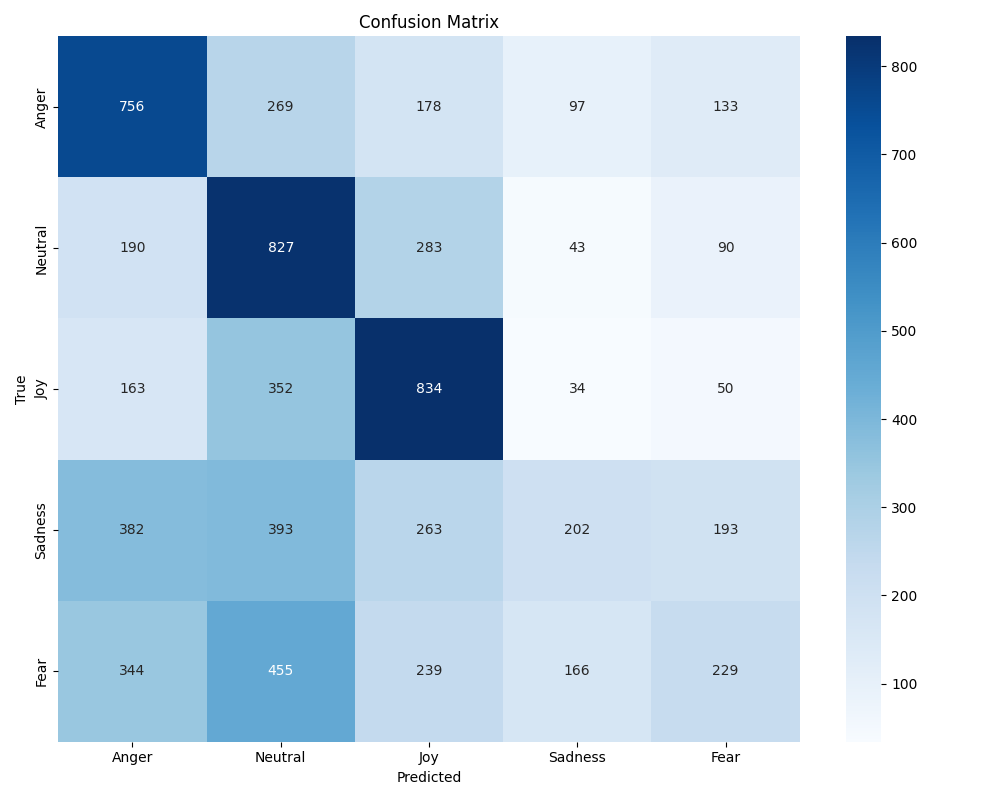 Confusion Matrix
Anger 756 269 178 97 133
Neutral 190 827 283 43 90
Joy 163 352 834 34 50
Sadness 382 393 263 202 193
Fear 344 455 239 166 229
True
Anger Neutral Joy Sadness Fear
Predicted
800
700
600
500
400
300
200
100